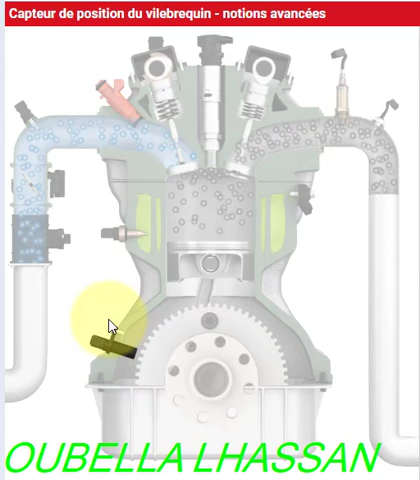 Capteur de position du vilebrequin - notions avancées
OUBELLA LHASSAN